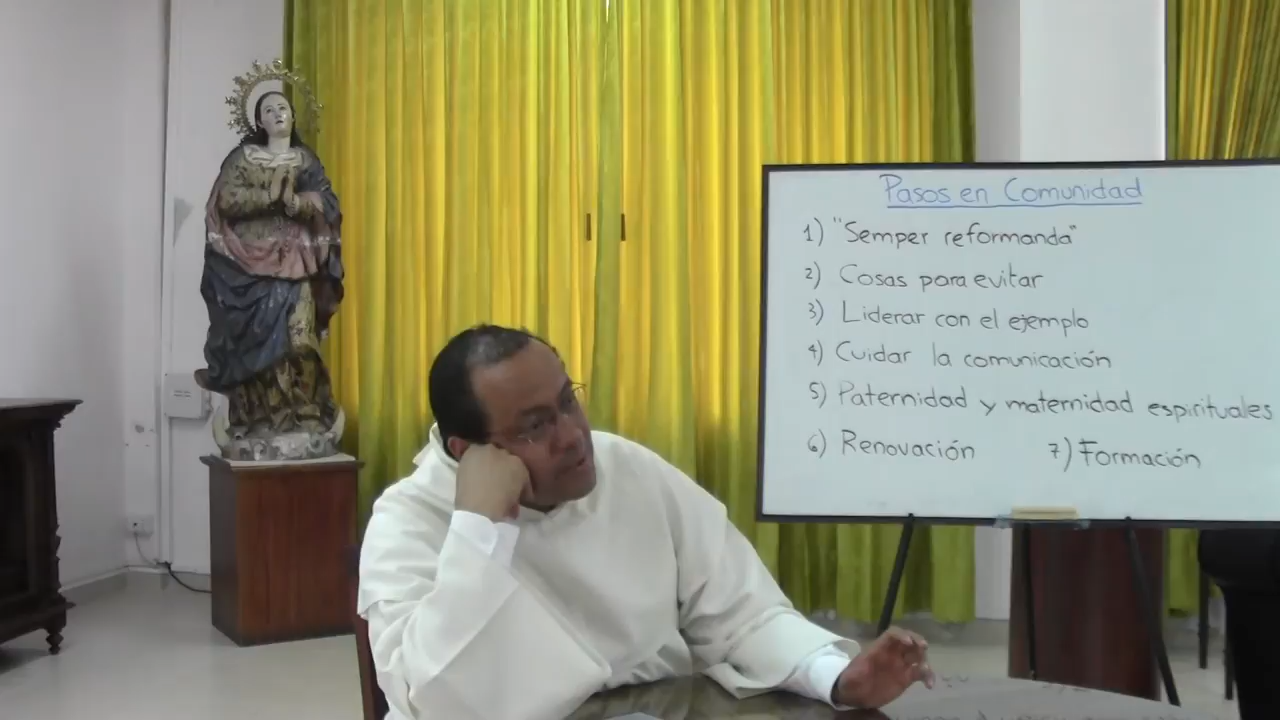 Pasos en Comunidad
1) "Semper reformanda"
2) Cosas para evitar
3) Liderar con el ejemplo
4) Cuidar la comunicación
5) Paternidad y maternidad espirituales
6) Renovación 7) Formación